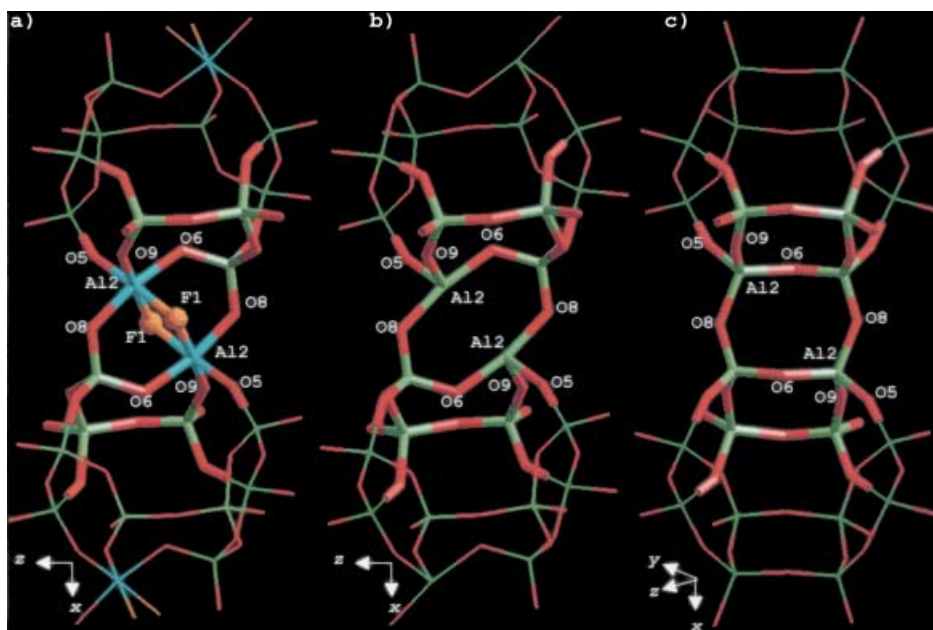 a) b) c)
O5 O9 O6
Al2 F1
O8 F1 O8
Al2
O6 O9 O5
z x
O5 O9 O6
Al2
O8 O8
Al2
O6 O9 O5
z x
O5 O9
O6
Al2
O8 O8
Al2
O6 O9 O5
y
z
x